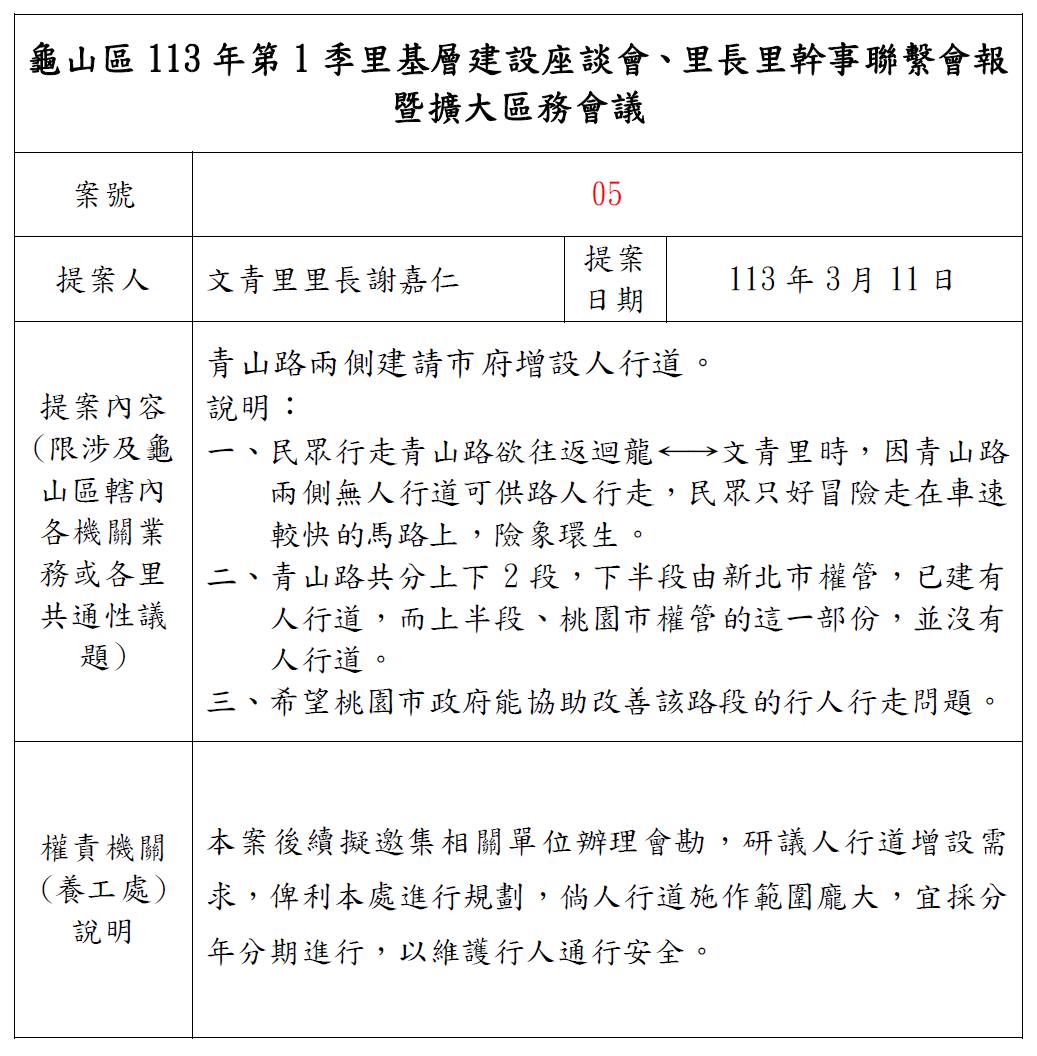 龜山區 113 年第 1 季里基層建設座談會、里長里幹事聯繫會報
暨擴大區務會議
案號
05
提案人
文青里里長謝嘉仁
提案
日期
113 年 3 月 11 日
提案內容
(限涉及龜
山區轄內
各機關業
務或各里
共通性議
題)
青山路兩側建請市府增設人行道。
說明：
一、民眾行走青山路欲往返迴龍←→文青里時，因青山路
兩側無人行道可供路人行走，民眾只好冒險走在車速
較快的馬路上，險象環生。
二、青山路共分上下 2 段，下半段由新北市權管，已建有
人行道，而上半段、桃園市權管的這一部份，並沒有
人行道。
三、希望桃園市政府能協助改善該路段的行人行走問題。
權責機關
(養工處)
說明
本案後續擬邀集相關單位辦理會勘，研議人行道增設需
求，俾利本處進行規劃，倘人行道施作範圍龐大，宜採分
年分期進行，以維護行人通行安全。